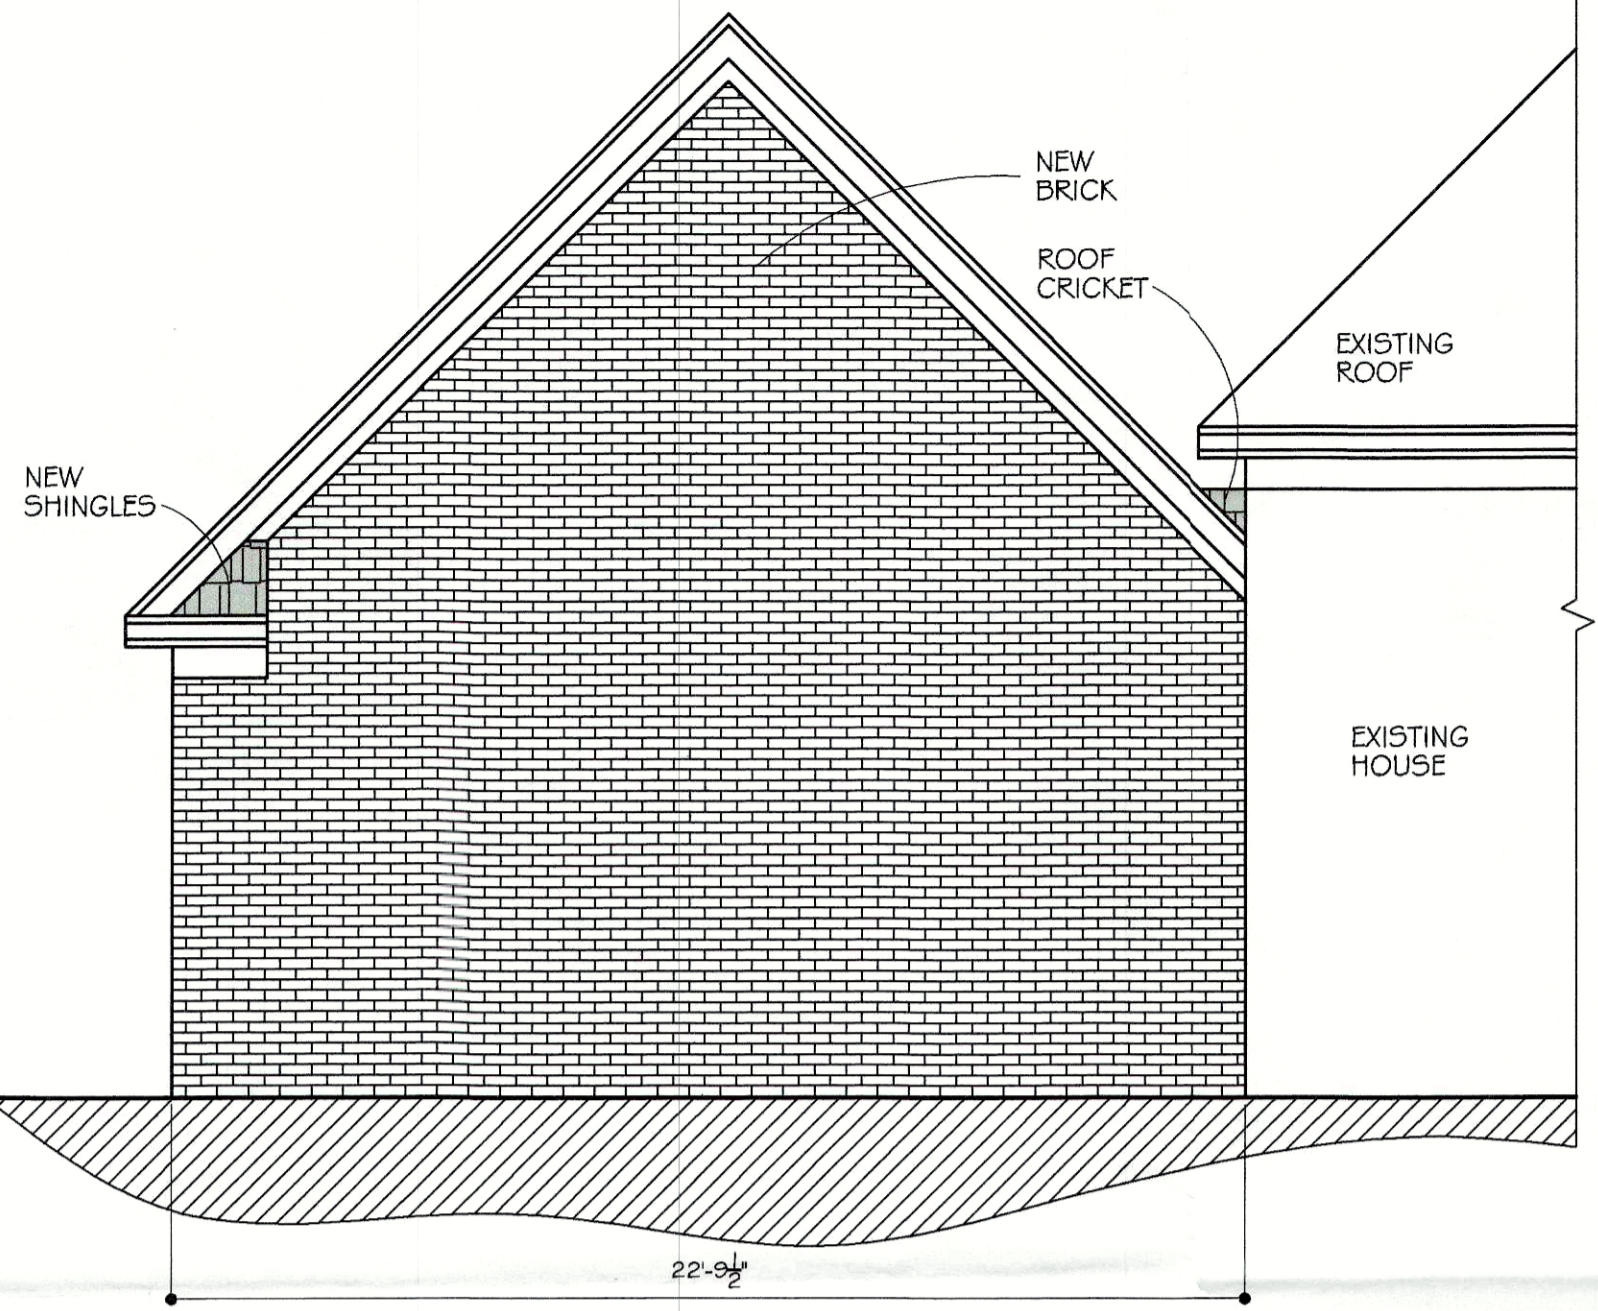 NEW
BRICK
ROOF
CRICKET
EXISTING
ROOF
NEW
SHINGLES
EXISTING
HOUSE
22'-9½"